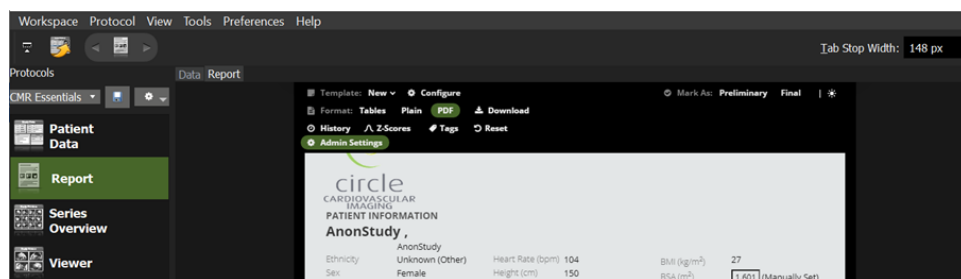 Workspace Protocol View Tools Preferences Help
Tab Stop Width: 148 px
Protocols
Data Report
CMR Essentials
Template: New Configure
Mark As: Preliminary Final
Format: Tables Plain PDF Download
History Z-Scores Tags Reset
Admin Settings
Patient
Data
Report
Series
Overview
Viewer
circle
CARDIOVASCULAR
IMAGING
PATIENT INFORMATION
AnonStudy ,
AnonStudy
Ethnicity Unknown (Other) Heart Rate (bpm) 104 BMI (kg/m²) 27
Sex Female Height (cm) 150 BSA (m²) 1.601 (Manually Set)